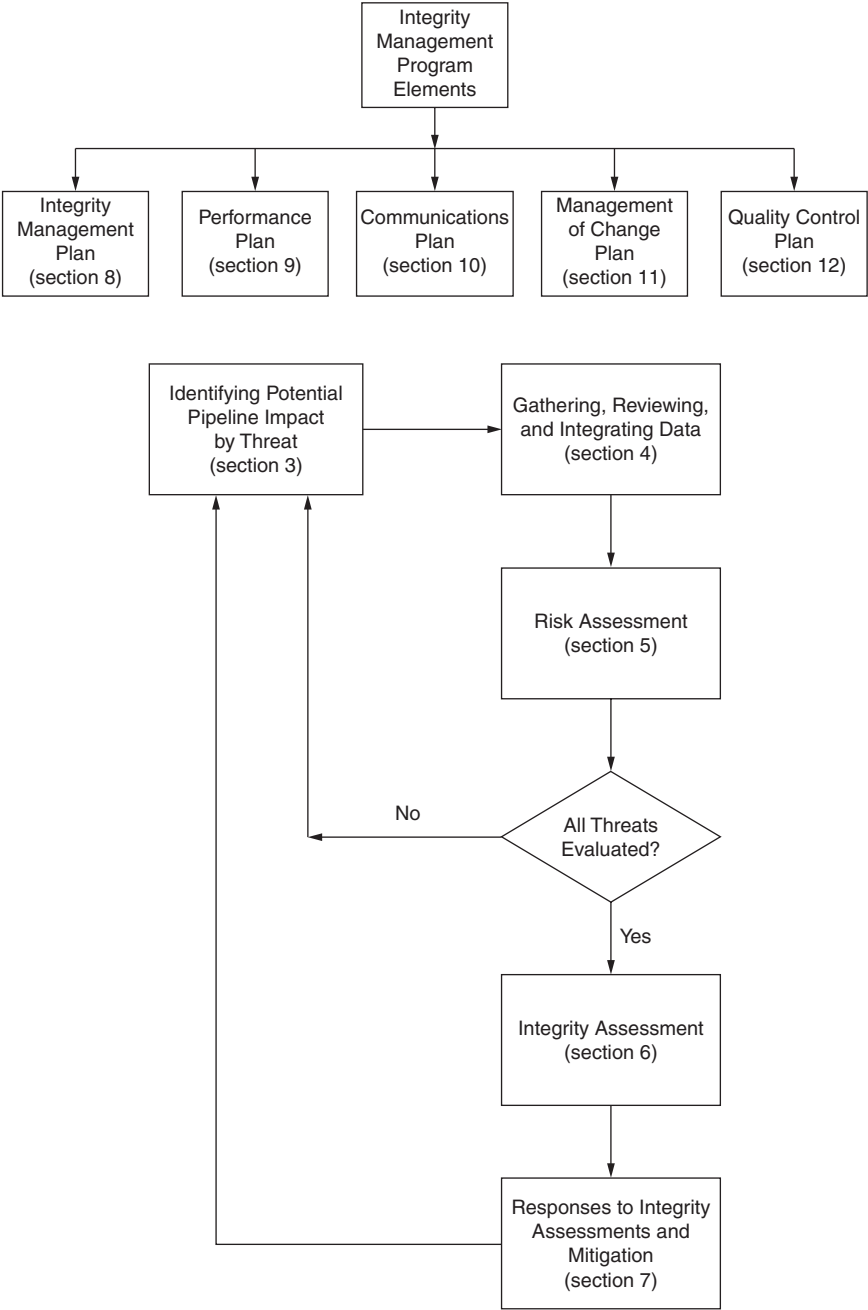 Integrity
Management
Program
Elements
Integrity
Management
Plan
(section 8)
Performance
Plan
(section 9)
Communications
Plan
(section 10)
Management
of Change
Plan
(section 11)
Quality Control
Plan
(section 12)
Identifying Potential
Pipeline Impact
by Threat
(section 3)
Gathering, Reviewing,
and Integrating Data
(section 4)
Risk Assessment
(section 5)
All Threats
Evaluated?
No
Yes
Integrity Assessment
(section 6)
Responses to Integrity
Assessments and
Mitigation
(section 7)